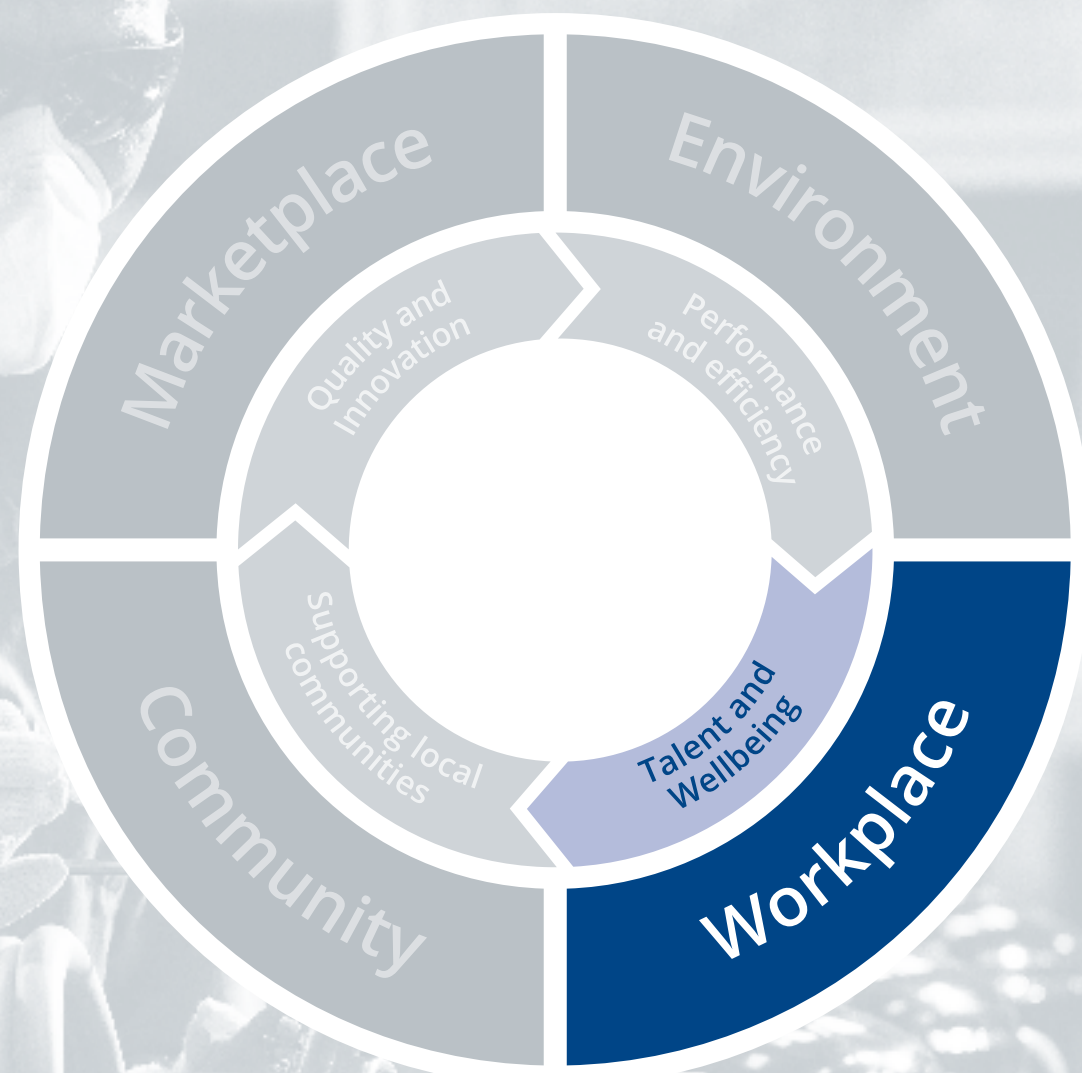 Marketplace
Environment
Quality and
Innovation
Performance
and efficiency
Supporting local
communities
Talent and
Wellbeing
Community
Workplace